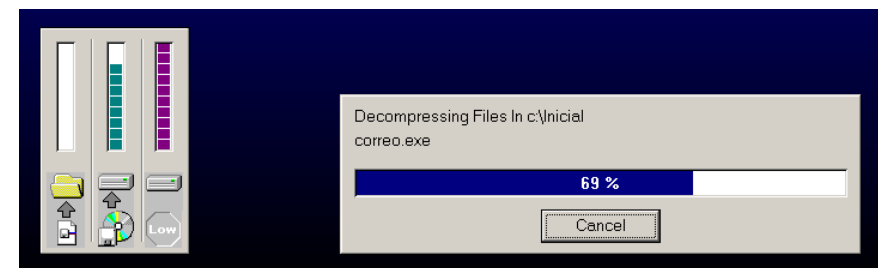 Low
Decompressing Files In c:\Inicial
correo.exe
69 %
Cancel